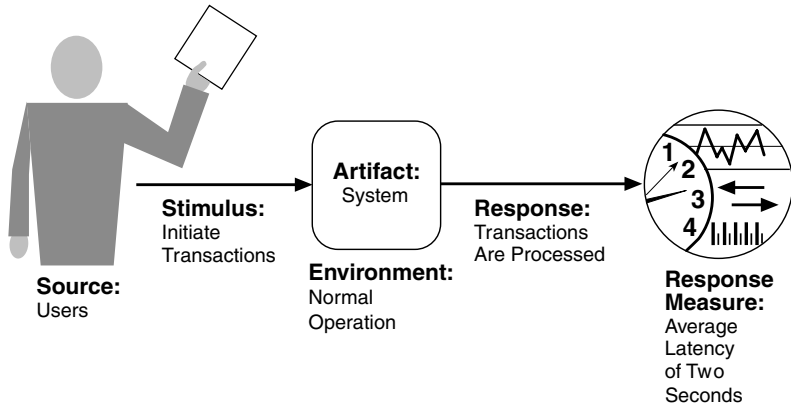 Source:
Users
Stimulus:
Initiate
Transactions
Artifact:
System
Environment:
Normal
Operation
Response:
Transactions
Are Processed
1
2
3
4
Response
Measure:
Average
Latency
of Two
Seconds